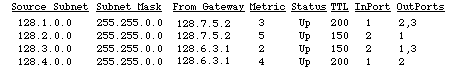 Source Subnet Subnet Mask From Gateway Metric Status TTL InPort OutPorts
128.1.0.0 255.255.0.0 128.7.5.2 3 Up 200 1 2,3
128.2.0.0 255.255.0.0 128.7.5.2 5 Up 150 2 1
128.3.0.0 255.255.0.0 128.6.3.1 2 Up 150 2 1,3
128.4.0.0 255.255.0.0 128.6.3.1 4 Up 200 1 2